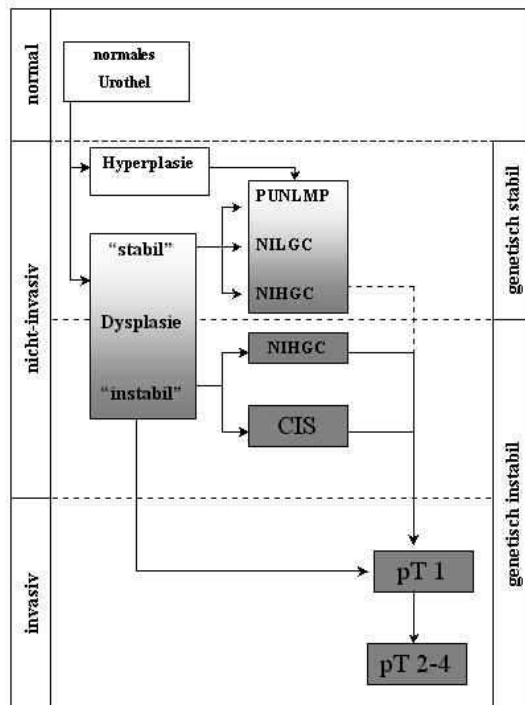 normal
normales
Urothel
nicht-invasiv
Hyperplasie
PUNLMP
NILGC
NIHGC
“stabil”
Dysplasie
“instabil”
NIHGC
CIS
genetisch stabil
genetisch instabil
invasiv
pT 1
pT 2-4